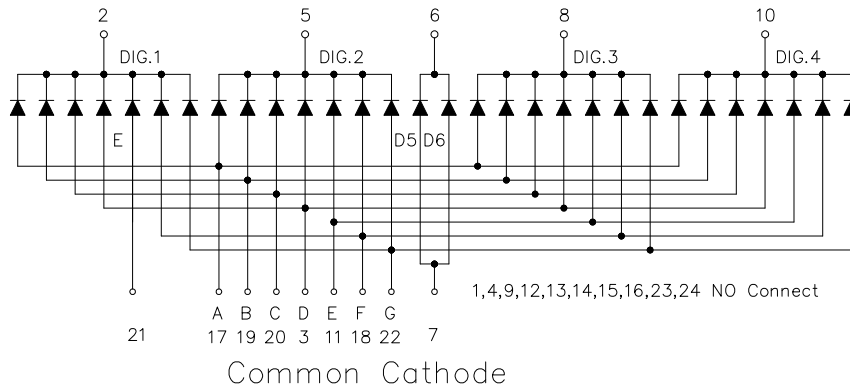 2 5 6 8 10
DIG.1 DIG.2 DIG.3 DIG.4
E D5 D6
1,4,9,12,13,14,15,16,23,24 NO Connect
A B C D E F G
21 17 19 20 3 11 18 22 7
Common Cathode